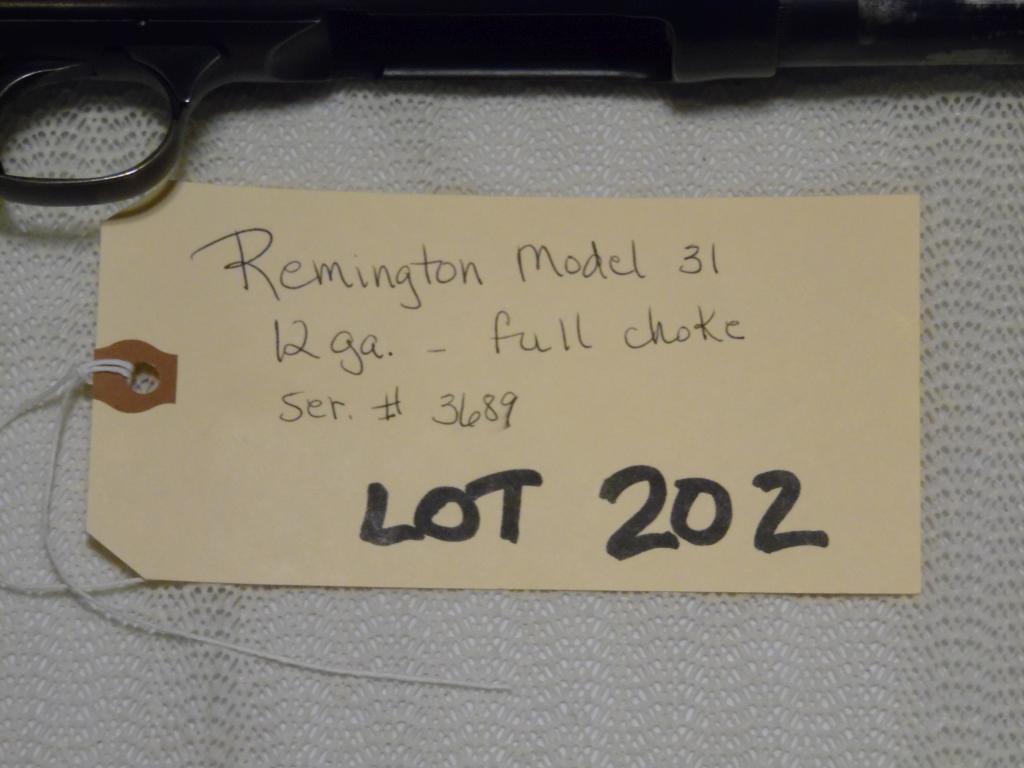 Remington Model 31
12 ga. - full choke
Ser. # 3689
LOT 202